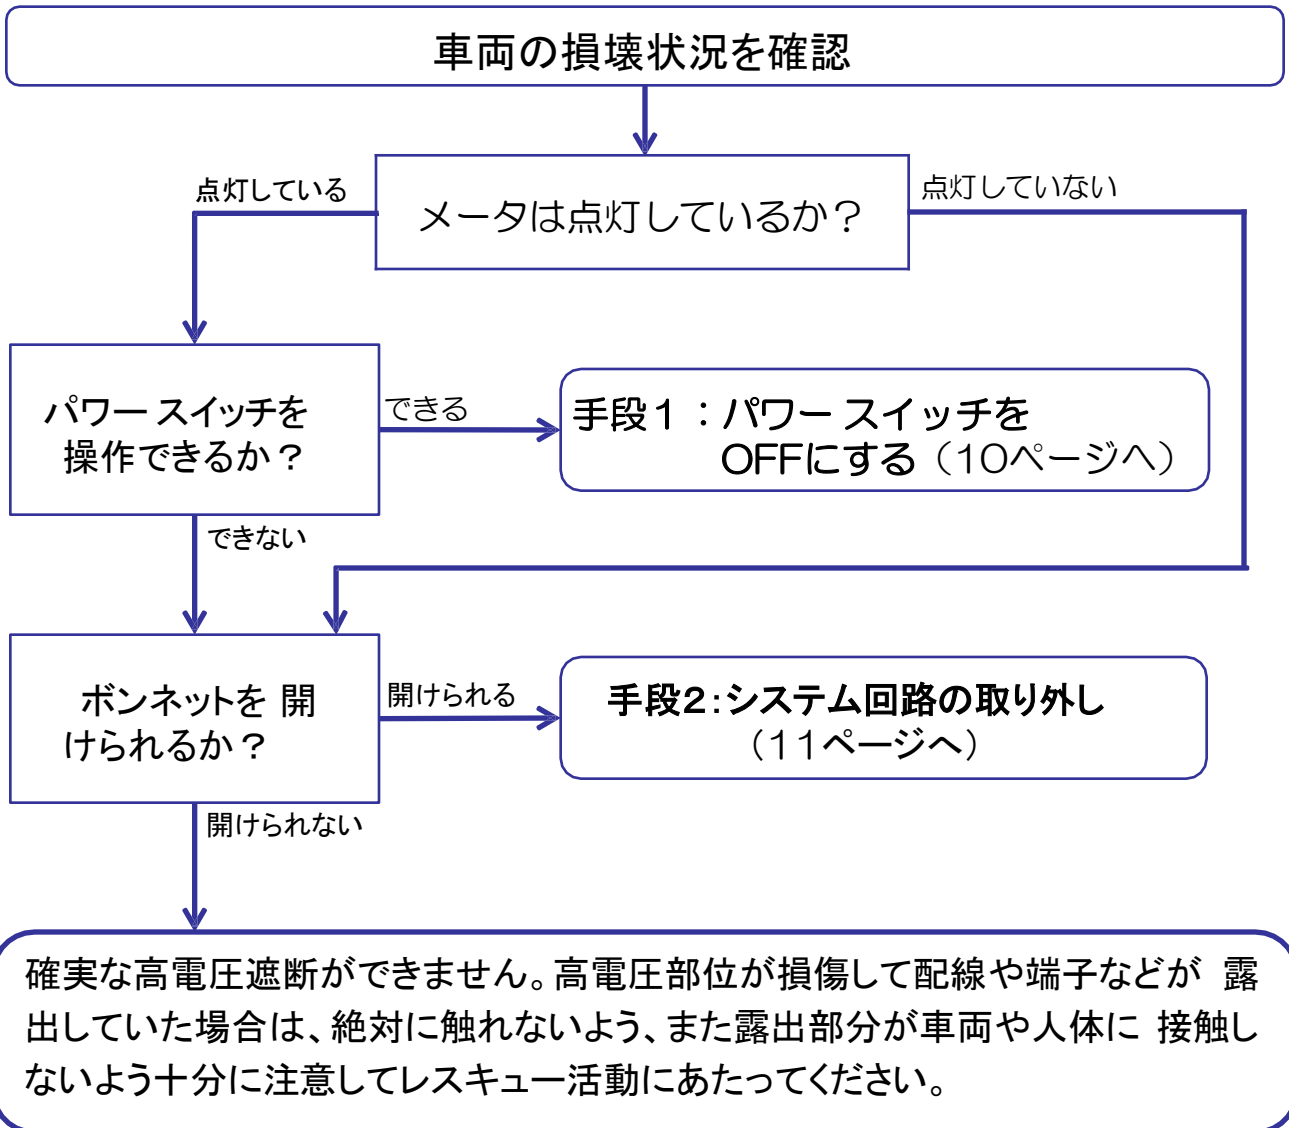 車両の損壊状況を確認
点灯している
メータは点灯しているか？
点灯していない
パワー スイッチを
操作できるか？
できる
手段１：パワー スイッチを
OFFにする（１０ページへ）
できない
ボンネットを 開
けられるか？
開けられる
手段２：システム回路の取り外し
（１１ページへ）
開けられない
確実な高電圧遮断ができません。高電圧部位が損傷して配線や端子などが 露
出していた場合は、絶対に触れないよう、また露出部分が車両や人体に 接触し
ないよう十分に注意してレスキュー活動にあたってください。